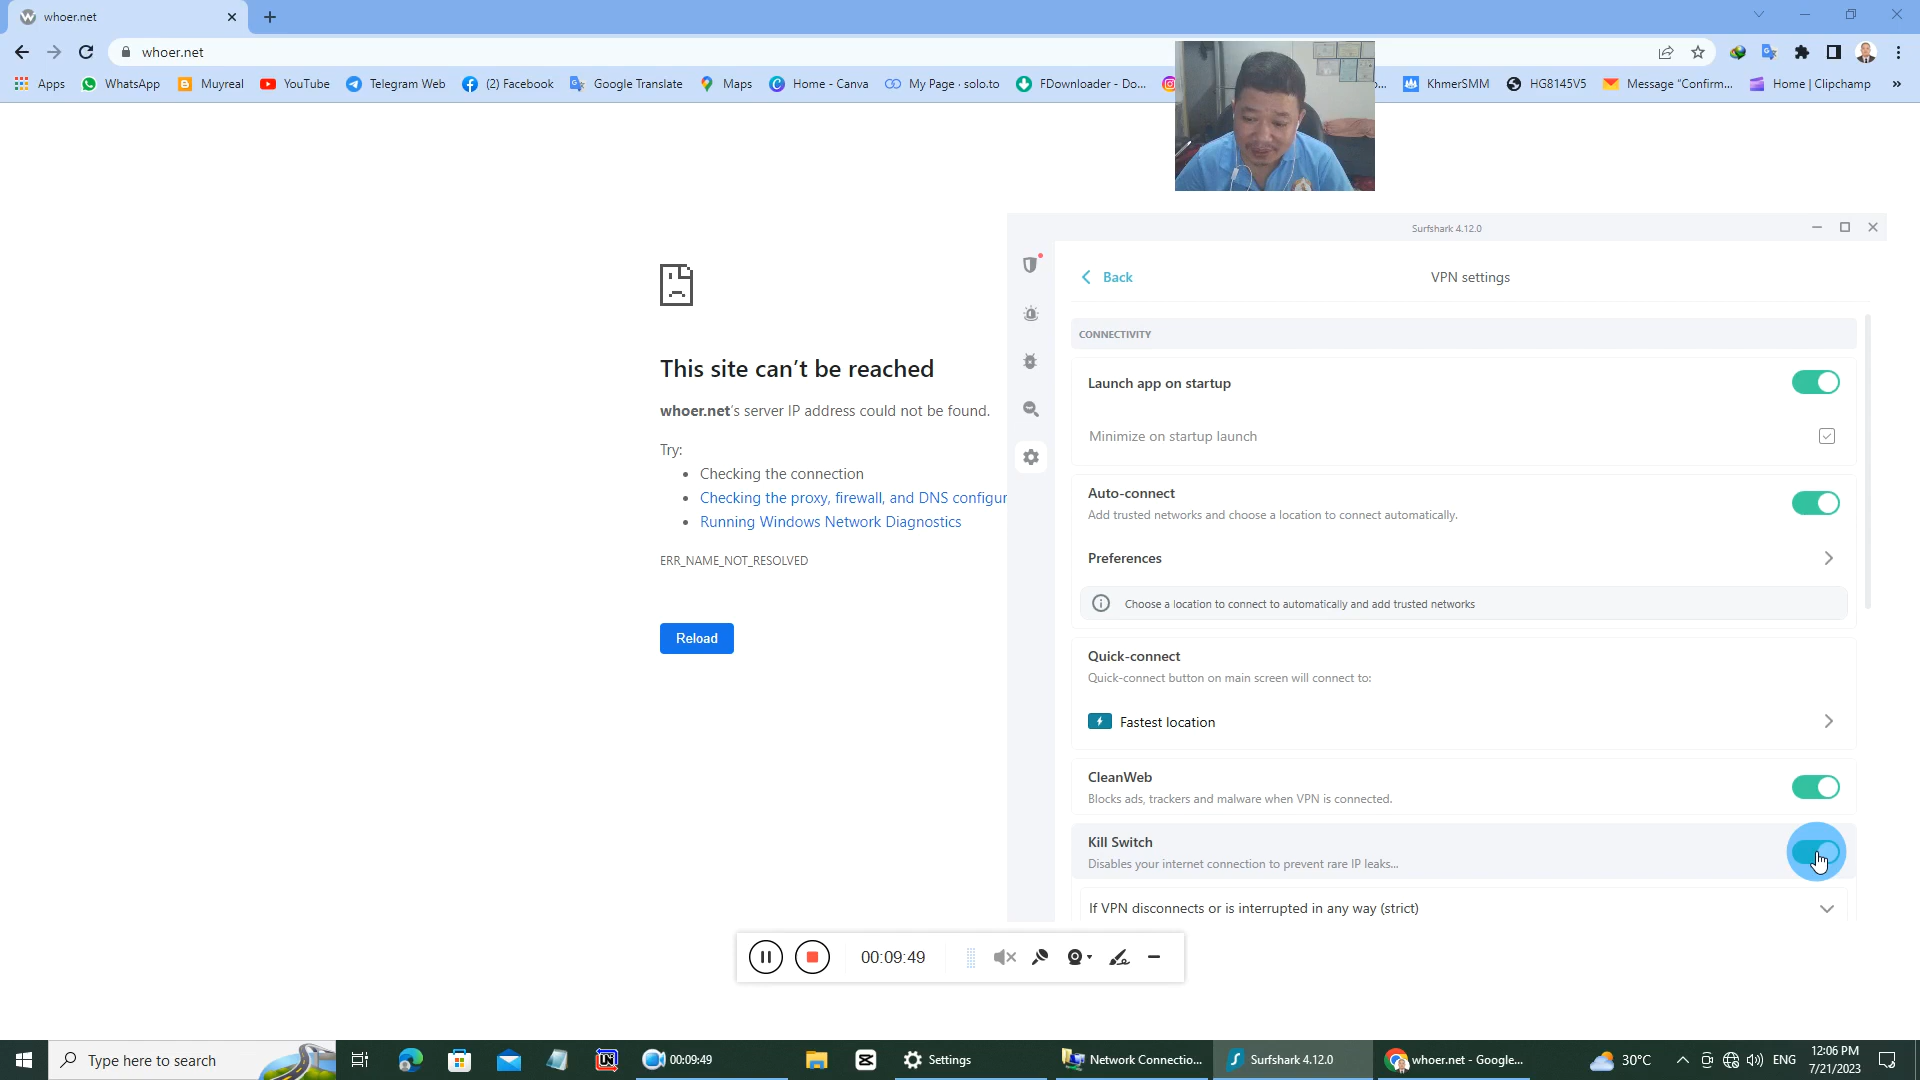 whoer.net
whoer.net
Apps
WhatsApp
Muyreal
YouTube
Telegram Web
(2) Facebook
Google Translate
Maps
Home - Canva
My Page · solo.to
FDownloader - Do...
KhmerSMM
HG8145V5
Message "Confirm...
Home | Clipchamp
»
This site can't be reached
whoer.net's server IP address could not be found.
Try:
• Checking the connection
• Checking the proxy, firewall, and DNS configur
• Running Windows Network Diagnostics
ERR_NAME_NOT_RESOLVED
Reload
Surfshark 4.12.0
Back
VPN settings
CONNECTIVITY
Launch app on startup
Minimize on startup launch
Auto-connect
Add trusted networks and choose a location to connect automatically.
Preferences
Choose a location to connect to automatically and add trusted networks
Quick-connect
Quick-connect button on main screen will connect to:
Fastest location
CleanWeb
Blocks ads, trackers and malware when VPN is connected.
Kill Switch
Disables your internet connection to prevent rare IP leaks...
If VPN disconnects or is interrupted in any way (strict)
00:09:49
Type here to search
00:09:49
Settings
Network Connectio...
Surfshark 4.12.0
whoer.net - Google...
30°C
ENG
12:06 PM
7/21/2023